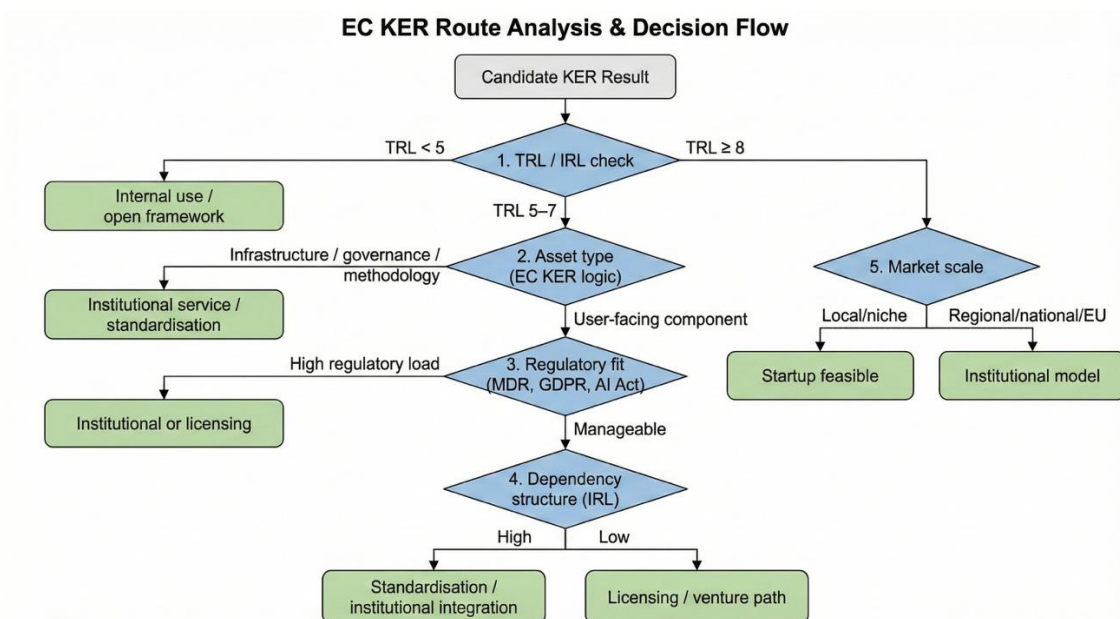 EC KER Route Analysis & Decision Flow
Candidate KER Result
TRL < 5
1. TRL / IRL check
TRL ≥ 8
Internal use /
open framework
TRL 5–7
Infrastructure / governance /
methodology
2. Asset type
(EC KER logic)
5. Market scale
Institutional service /
standardisation
User-facing component
Local/niche
Regional/national/EU
High regulatory load
3. Regulatory fit
(MDR, GDPR, AI Act)
Startup feasible
Institutional model
Institutional or licensing
Manageable
4. Dependency
structure (IRL)
High
Low
Standardisation /
institutional integration
Licensing / venture path